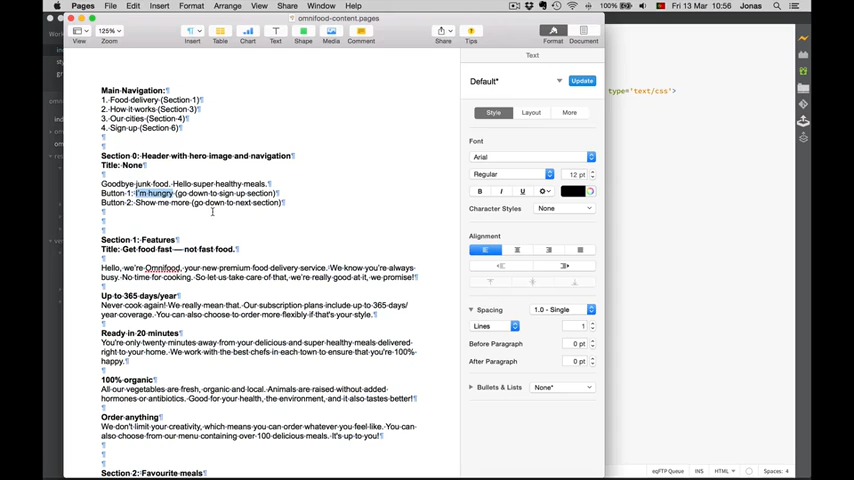 Pages File Edit Insert Format Arrange View Share Window Help 100% Fri 13 Mar 10:56 Jonas
omnifood-content.pages
125%
View Zoom Insert Table Chart Text Shape Media Comment Share Tips Format Document
Text
Default* Update
Style Layout More
Font
Arial
Regular 12 pt
B I U
Character Styles None
Alignment
Spacing 1.0 - Single
Lines 1
Before Paragraph 0 pt
After Paragraph 0 pt
Bullets & Lists None*
Main Navigation:
1. Food delivery (Section 1)
2. How it works (Section 3)
3. Our cities (Section 4)
4. Sign up (Section 6)
Section 0: Header with hero image and navigation
Title: None
Goodbye junk food. Hello super healthy meals.
Button 1: I'm hungry (go down to sign up section)
Button 2: Show me more (go down to next section)
Section 1: Features
Title: Get food fast — not fast food.
Hello, we're Omnifood, your new premium food delivery service. We know you're always
busy. No time for cooking. So let us take care of that, we're really good at it, we promise!
Up to 365 days/year
Never cook again! We really mean that. Our subscription plans include up to 365 days/
year coverage. You can also choose to order more flexibly if that's your style.
Ready in 20 minutes
You're only twenty minutes away from your delicious and super healthy meals delivered
right to your home. We work with the best chefs in each town to ensure that you're 100%
happy.
100% organic
All our vegetables are fresh, organic and local. Animals are raised without added
hormones or antibiotics. Good for your health, the environment, and it also tastes better!
Order anything
We don't limit your creativity, which means you can order whatever you feel like. You can
also choose from our menu containing over 100 delicious meals. It's up to you!
Section 2: Favourite meals
type='text/css'>
eqFTP Queue INS HTML Spaces: 4